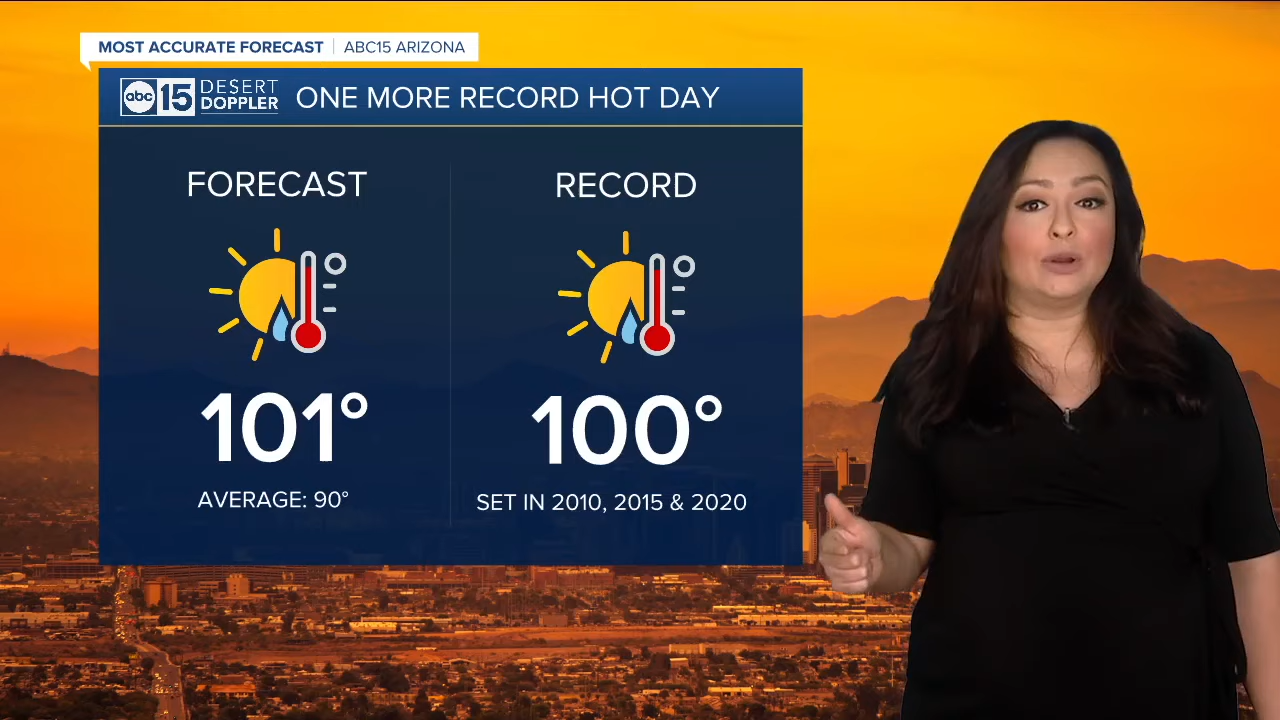 MOST ACCURATE FORECAST | ABC15 ARIZONA
abc 15 DESERT DOPPLER
ONE MORE RECORD HOT DAY
FORECAST
101°
AVERAGE: 90°
RECORD
100°
SET IN 2010, 2015 & 2020